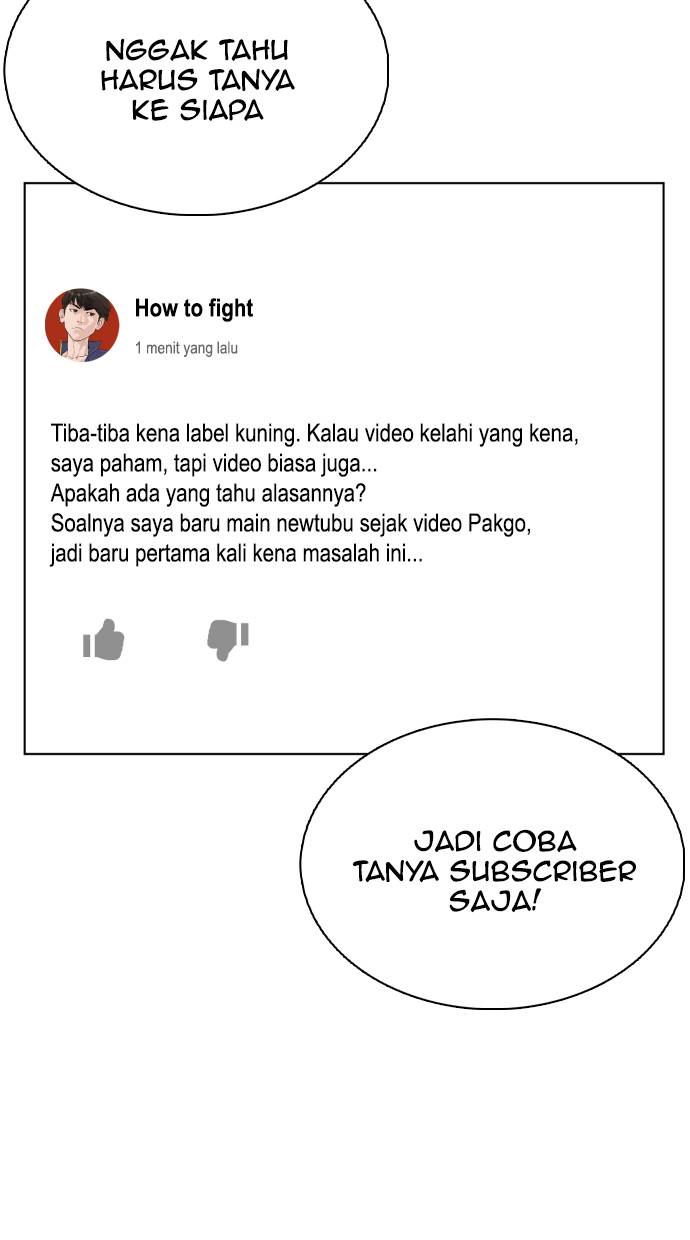 NGGAK TAHU
HARUS TANYA
KE SIAPA
How to fight
1 menit yang lalu
Tiba-tiba kena label kuning. Kalau video kelahi yang kena,
saya paham, tapi video biasa juga...
Apakah ada yang tahu alasannya?
Soalnya saya baru main newtubu sejak video Pakgo,
jadi baru pertama kali kena masalah ini...
JADI COBA
TANYA SUBSCRIBER
SAJA!